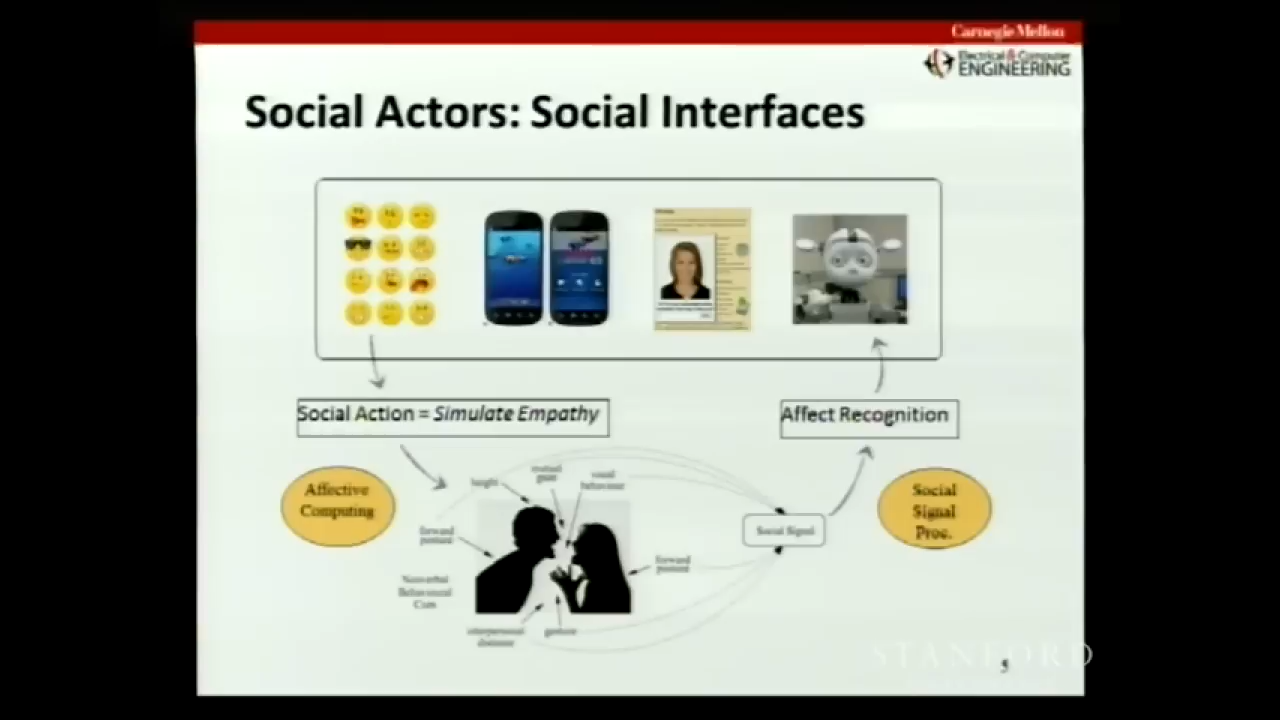 Carnegie Mellon
Electrical & Computer
ENGINEERING
Social Actors: Social Interfaces
Social Action = Simulate Empathy
Affect Recognition
Affective
Computing
Social
Signal
Proc.
height
mutual
gaze
vocal
behaviour
forward
posture
Social Signal
forward
posture
Nonverbal
Behavioural
Cues
interpersonal
distance
gesture
STANFORD
5